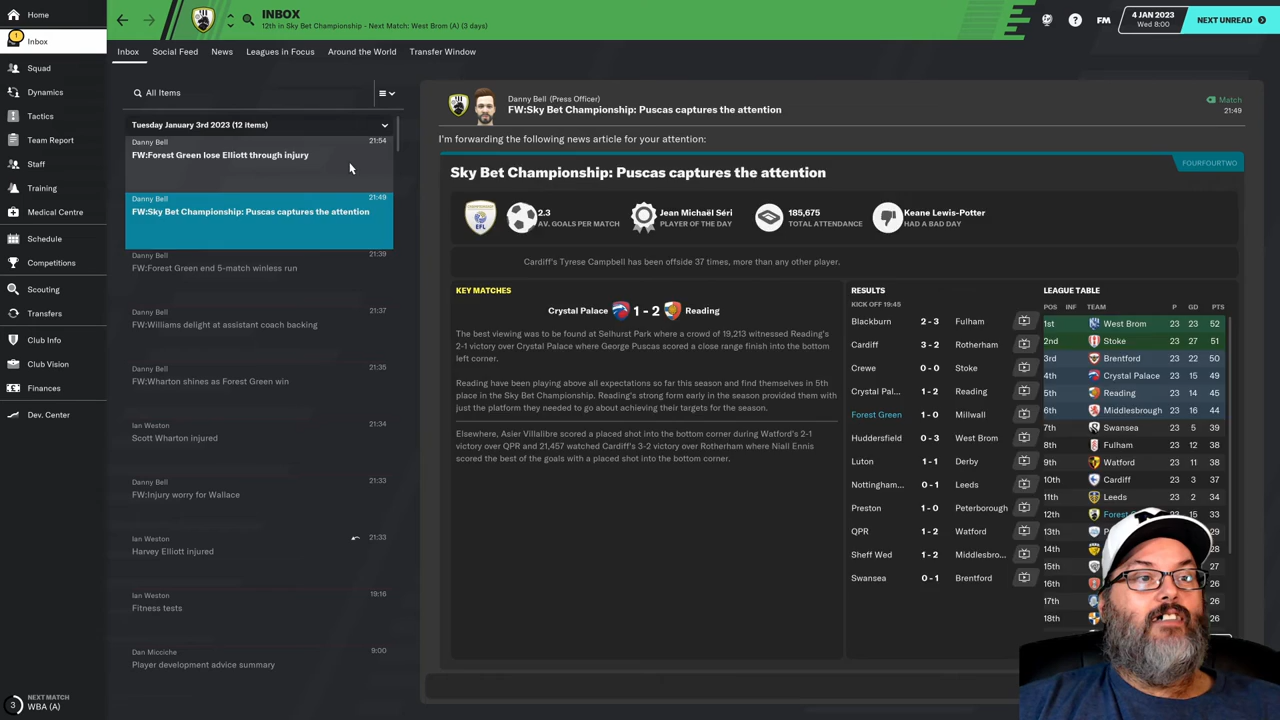 Home
INBOX
12th in Sky Bet Championship - Next Match: West Brom (A) (3 days)
FM
4 JAN 2023
Wed 8:00
NEXT UNREAD
1
Inbox
Squad
Dynamics
Tactics
Team Report
Staff
Training
Medical Centre
Schedule
Competitions
Scouting
Transfers
Club Info
Club Vision
Finances
Dev. Center
3
NEXT MATCH
WBA (A)
Inbox Social Feed News Leagues in Focus Around the World Transfer Window
All Items
Tuesday January 3rd 2023 (12 items)
Danny Bell 21:54
FW:Forest Green lose Elliott through injury
Danny Bell 21:49
FW:Sky Bet Championship: Puscas captures the attention
Danny Bell 21:39
FW:Forest Green end 5-match winless run
Danny Bell 21:37
FW:Williams delight at assistant coach backing
Danny Bell 21:35
FW:Wharton shines as Forest Green win
Ian Weston 21:34
Scott Wharton injured
Danny Bell 21:33
FW:Injury worry for Wallace
Ian Weston 21:33
Harvey Elliott injured
Ian Weston 19:16
Fitness tests
Dan Micciche 9:00
Player development advice summary
Danny Bell (Press Officer)
FW:Sky Bet Championship: Puscas captures the attention
Match
21:49
I'm forwarding the following news article for your attention:
FOURFOURTWO
Sky Bet Championship: Puscas captures the attention
EFL
2.3
AV. GOALS PER MATCH
Jean Michaël Séri
PLAYER OF THE DAY
185,675
TOTAL ATTENDANCE
Keane Lewis-Potter
HAD A BAD DAY
Cardiff's Tyrese Campbell has been offside 37 times, more than any other player.
KEY MATCHES
Crystal Palace 1 - 2 Reading
The best viewing was to be found at Selhurst Park where a crowd of 19,213 witnessed Reading's
2-1 victory over Crystal Palace where George Puscas scored a close range finish into the bottom
left corner.
Reading have been playing above all expectations so far this season and find themselves in 5th
place in the Sky Bet Championship. Reading's strong form early in the season provided them with
just the platform they needed to go about achieving their targets for the season.
Elsewhere, Asier Villalibre scored a placed shot into the bottom corner during Watford's 2-1
victory over QPR and 21,457 watched Cardiff's 3-2 victory over Rotherham where Niall Ennis
scored the best of the goals with a placed shot into the bottom corner.
RESULTS
KICK OFF 19:45
Blackburn 2 - 3 Fulham
Cardiff 3 - 2 Rotherham
Crewe 0 - 0 Stoke
Crystal Pal... 1 - 2 Reading
Forest Green 1 - 0 Millwall
Huddersfield 0 - 3 West Brom
Luton 1 - 1 Derby
Nottingham... 0 - 1 Leeds
Preston 1 - 0 Peterborough
QPR 1 - 2 Watford
Sheff Wed 1 - 2 Middlesbro...
Swansea 0 - 1 Brentford
LEAGUE TABLE
POS INF TEAM P GD PTS
1st West Brom 23 23 52
2nd Stoke 23 27 51
3rd Brentford 23 22 50
4th Crystal Palace 23 15 49
5th Reading 23 14 45
6th Middlesbrough 23 16 44
7th Swansea 23 5 39
8th Fulham 23 12 38
9th Watford 23 11 38
10th Cardiff 23 3 37
11th Leeds 23 2 34
12th Forest 15 33
13th 29
14th 28
15th 27
16th 26
17th 26
18th 26